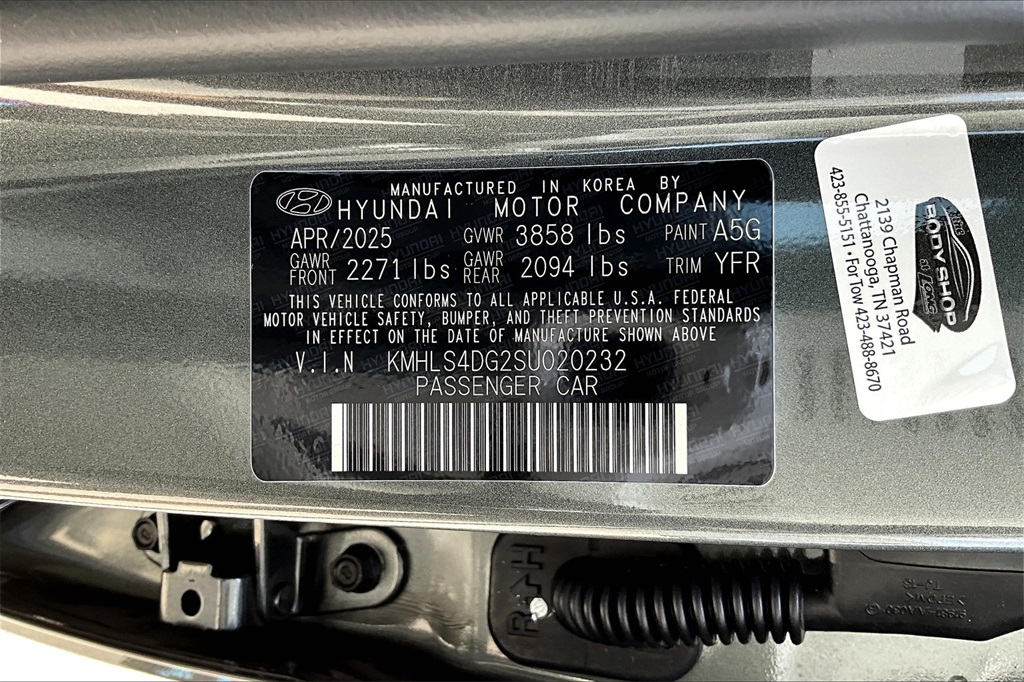 MANUFACTURED IN KOREA BY
HYUNDAI MOTOR COMPANY
APR/2025 GVWR 3858 lbs PAINT A5G
GAWR FRONT 2271 lbs GAWR REAR 2094 lbs TRIM YFR
THIS VEHICLE CONFORMS TO ALL APPLICABLE U.S.A. FEDERAL
MOTOR VEHICLE SAFETY, BUMPER, AND THEFT PREVENTION STANDARDS
IN EFFECT ON THE DATE OF MANUFACTURE SHOWN ABOVE
V.I.N KMHLS4DG2SU020232
PASSENGER CAR
BODY SHOP
2139 Chapman Road
Chattanooga, TN 37421
423-855-5151 • For Tow 423-488-8670
R H